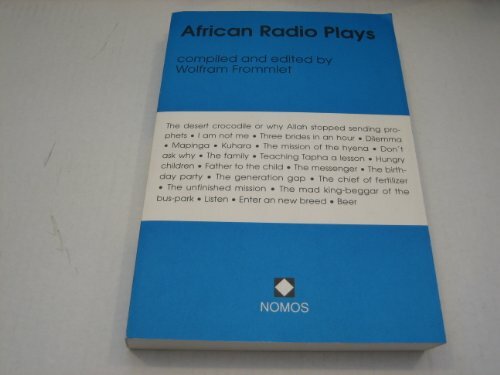 African Radio Plays
compiled and edited by
Wolfram Frommlet
The desert crocodile or why Allah stopped sending pro-
phets • I am not me • Three brides in an hour • Dilemma
• Mapinga • Kuhara • The mission of the hyena • Don't
ask why • The family • Teaching Tapha a lesson • Hungry
children • Father to the child • The messenger • The birth-
day party • The generation gap • The chief of fertilizer
• The unfinished mission • The mad king-beggar of the
bus-park • Listen • Enter an new breed • Beer
NOMOS